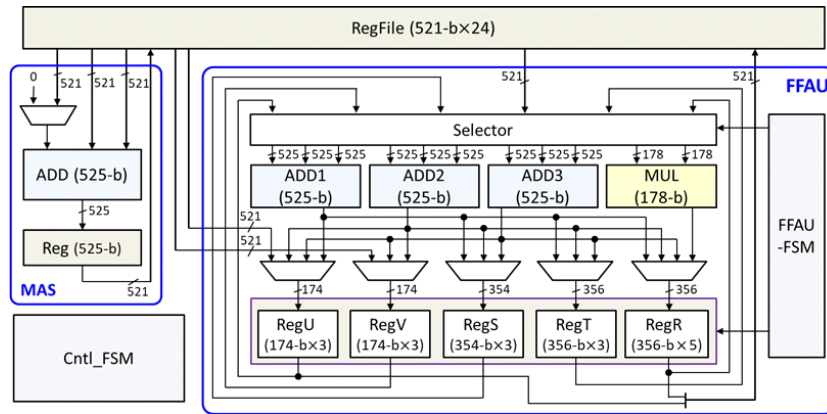 RegFile (521-b×24)
0
521
521
521
521
521
FFAU
Selector
525
525
525
525
525
525
525
525
525
178
178
ADD (525-b)
ADD1
(525-b)
ADD2
(525-b)
ADD3
(525-b)
MUL
(178-b)
525
521
521
FFAU
-FSM
Reg (525-b)
521
MAS
174
174
354
356
356
RegU
(174-b×3)
RegV
(174-b×3)
RegS
(354-b×3)
RegT
(356-b×3)
RegR
(356-b×5)
Cntl_FSM